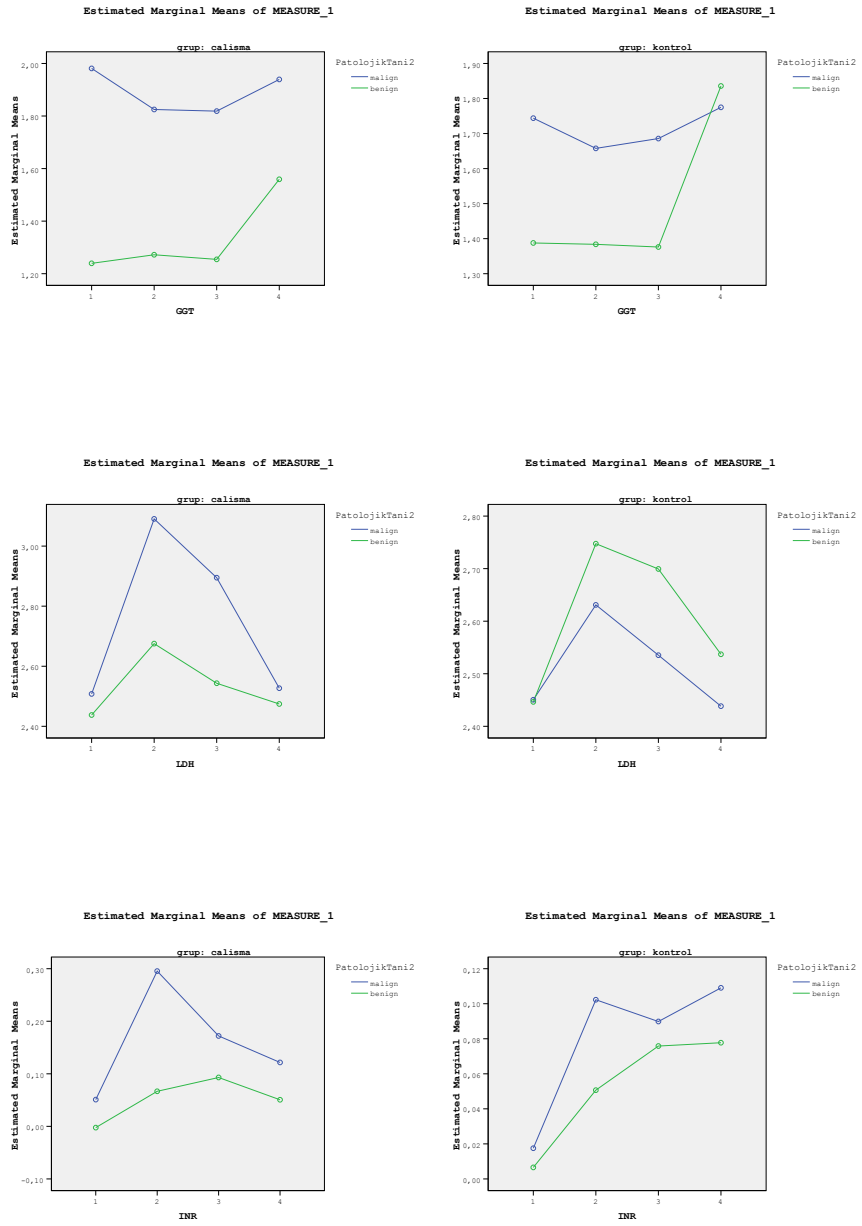 Estimated Marginal Means of MEASURE_1
grup: calisma
PatolojikTani2
malign
benign
Estimated Marginal Means
2,00
1,80
1,60
1,40
1,20
1 2 3 4
GGT
Estimated Marginal Means of MEASURE_1
grup: kontrol
PatolojikTani2
malign
benign
Estimated Marginal Means
1,90
1,80
1,70
1,60
1,50
1,40
1,30
1 2 3 4
GGT
Estimated Marginal Means of MEASURE_1
grup: calisma
PatolojikTani2
malign
benign
Estimated Marginal Means
3,00
2,80
2,60
2,40
1 2 3 4
LDH
Estimated Marginal Means of MEASURE_1
grup: kontrol
PatolojikTani2
malign
benign
Estimated Marginal Means
2,80
2,70
2,60
2,50
2,40
1 2 3 4
LDH
Estimated Marginal Means of MEASURE_1
grup: calisma
PatolojikTani2
malign
benign
Estimated Marginal Means
0,30
0,20
0,10
0,00
-0,10
1 2 3 4
INR
Estimated Marginal Means of MEASURE_1
grup: kontrol
PatolojikTani2
malign
benign
Estimated Marginal Means
0,12
0,10
0,08
0,06
0,04
0,02
0,00
1 2 3 4
INR